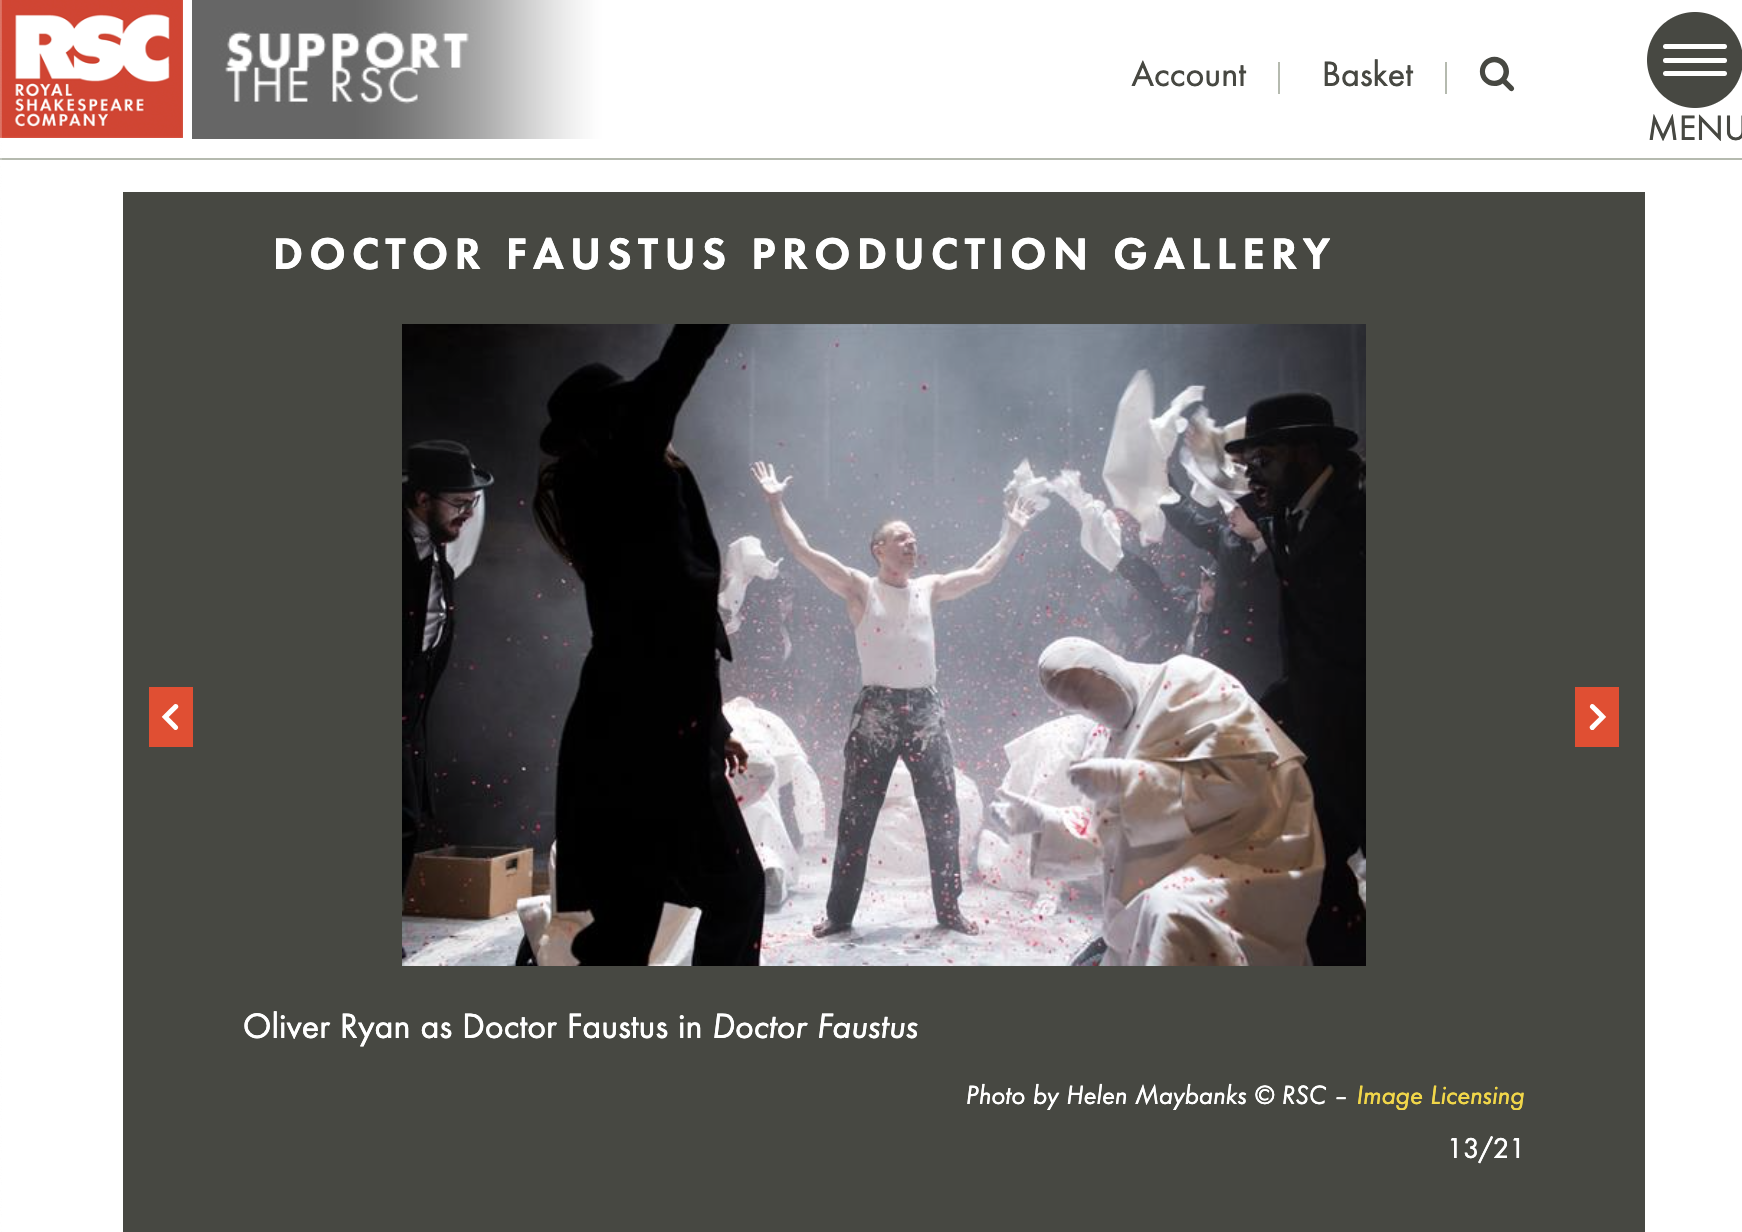 RSC
ROYAL
SHAKESPEARE
COMPANY
SUPPORT
THE RSC
Account
Basket
MENU
DOCTOR FAUSTUS PRODUCTION GALLERY
Oliver Ryan as Doctor Faustus in Doctor Faustus
Photo by Helen Maybanks © RSC – Image Licensing
13/21